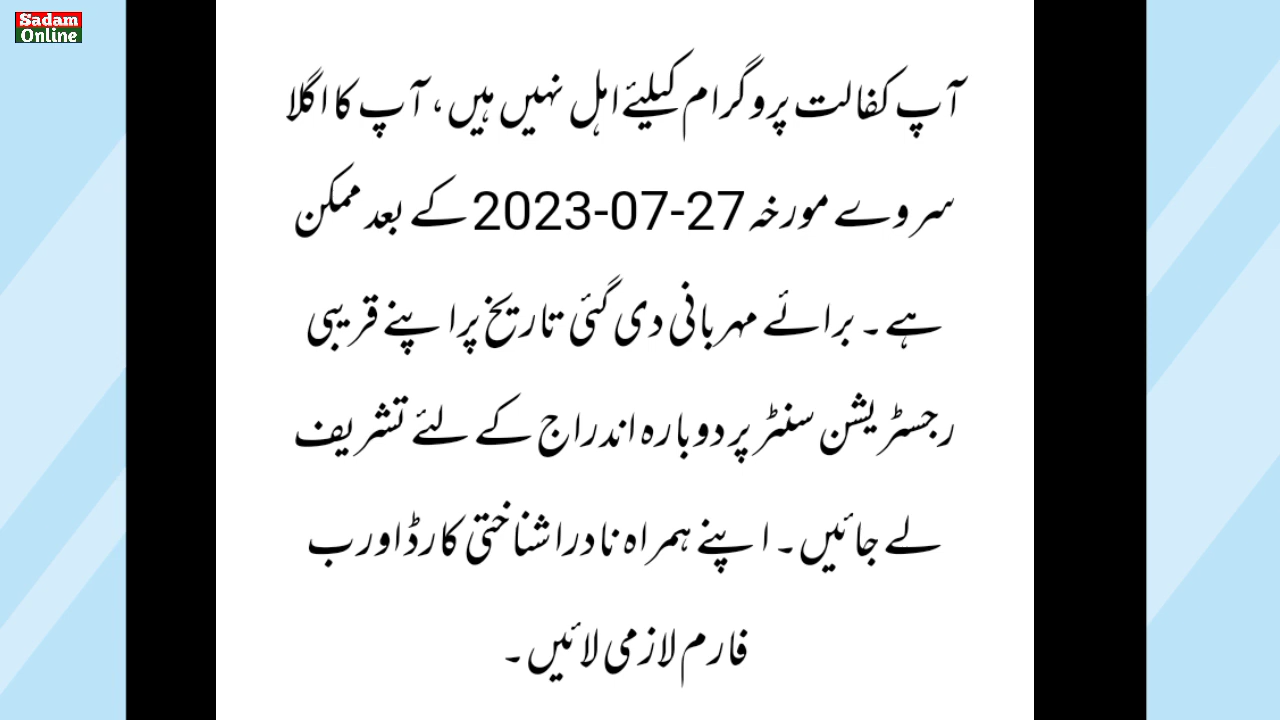 Sadam
Online
آپ کفالت پروگرام کیلئے اہل نہیں ہیں، آپ کا اگلا
سروے مورخہ 27-07-2023 کے بعد ممکن
ہے۔ برائے مہربانی دی گئی تاریخ پر اپنے قریبی
رجسٹریشن سنٹر پر دوبارہ اندراج کے لئے تشریف
لے جائیں۔ اپنے ہمراہ نادرا شناختی کارڈ اور ب
فارم لازمی لائیں۔